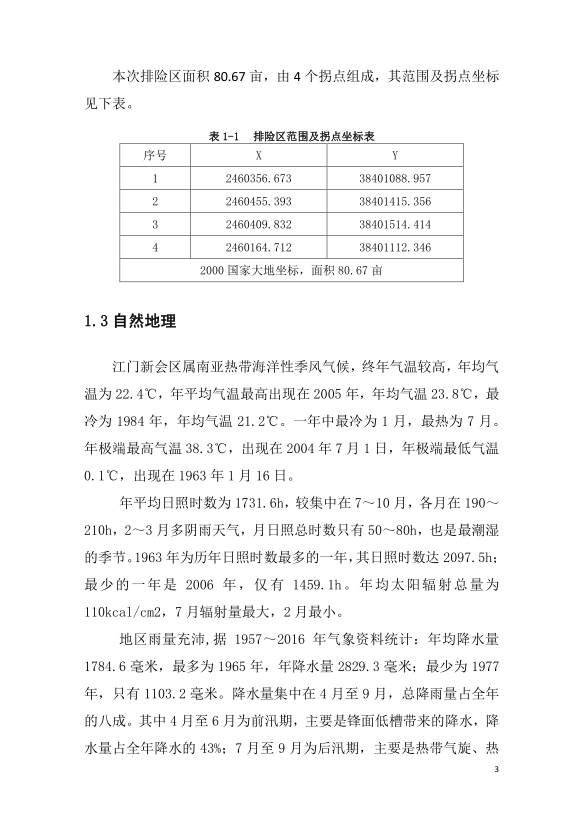 本次排险区面积 80.67 亩，由 4 个拐点组成，其范围及拐点坐标
见下表。
表 1-1 排险区范围及拐点坐标表
序号 X Y
1 2460356.673 38401088.957
2 2460455.393 38401415.356
3 2460409.832 38401514.414
4 2460164.712 38401112.346
2000 国家大地坐标，面积 80.67 亩
1.3 自然地理
江门新会区属南亚热带海洋性季风气候，终年气温较高，年均气
温为 22.4℃，年平均气温最高出现在 2005 年，年均气温 23.8℃，最
冷为 1984 年，年均气温 21.2℃。一年中最冷为 1 月，最热为 7 月。
年极端最高气温 38.3℃，出现在 2004 年 7 月 1 日，年极端最低气温
0.1℃，出现在 1963 年 1 月 16 日。
年平均日照时数为 1731.6h，较集中在 7～10 月，各月在 190～
210h，2～3 月多阴雨天气，月日照总时数只有 50～80h，也是最潮湿
的季节。1963 年为历年日照时数最多的一年，其日照时数达 2097.5h；
最少的一年是 2006 年，仅有 1459.1h。年均太阳辐射总量为
110kcal/cm2，7 月辐射量最大，2 月最小。
地区雨量充沛,据 1957～2016 年气象资料统计：年均降水量
1784.6 毫米，最多为 1965 年，年降水量 2829.3 毫米；最少为 1977
年，只有 1103.2 毫米。降水量集中在 4 月至 9 月，总降雨量占全年
的八成。其中 4 月至 6 月为前汛期，主要是锋面低槽带来的降水，降
水量占全年降水的 43%；7 月至 9 月为后汛期，主要是热带气旋、热
3